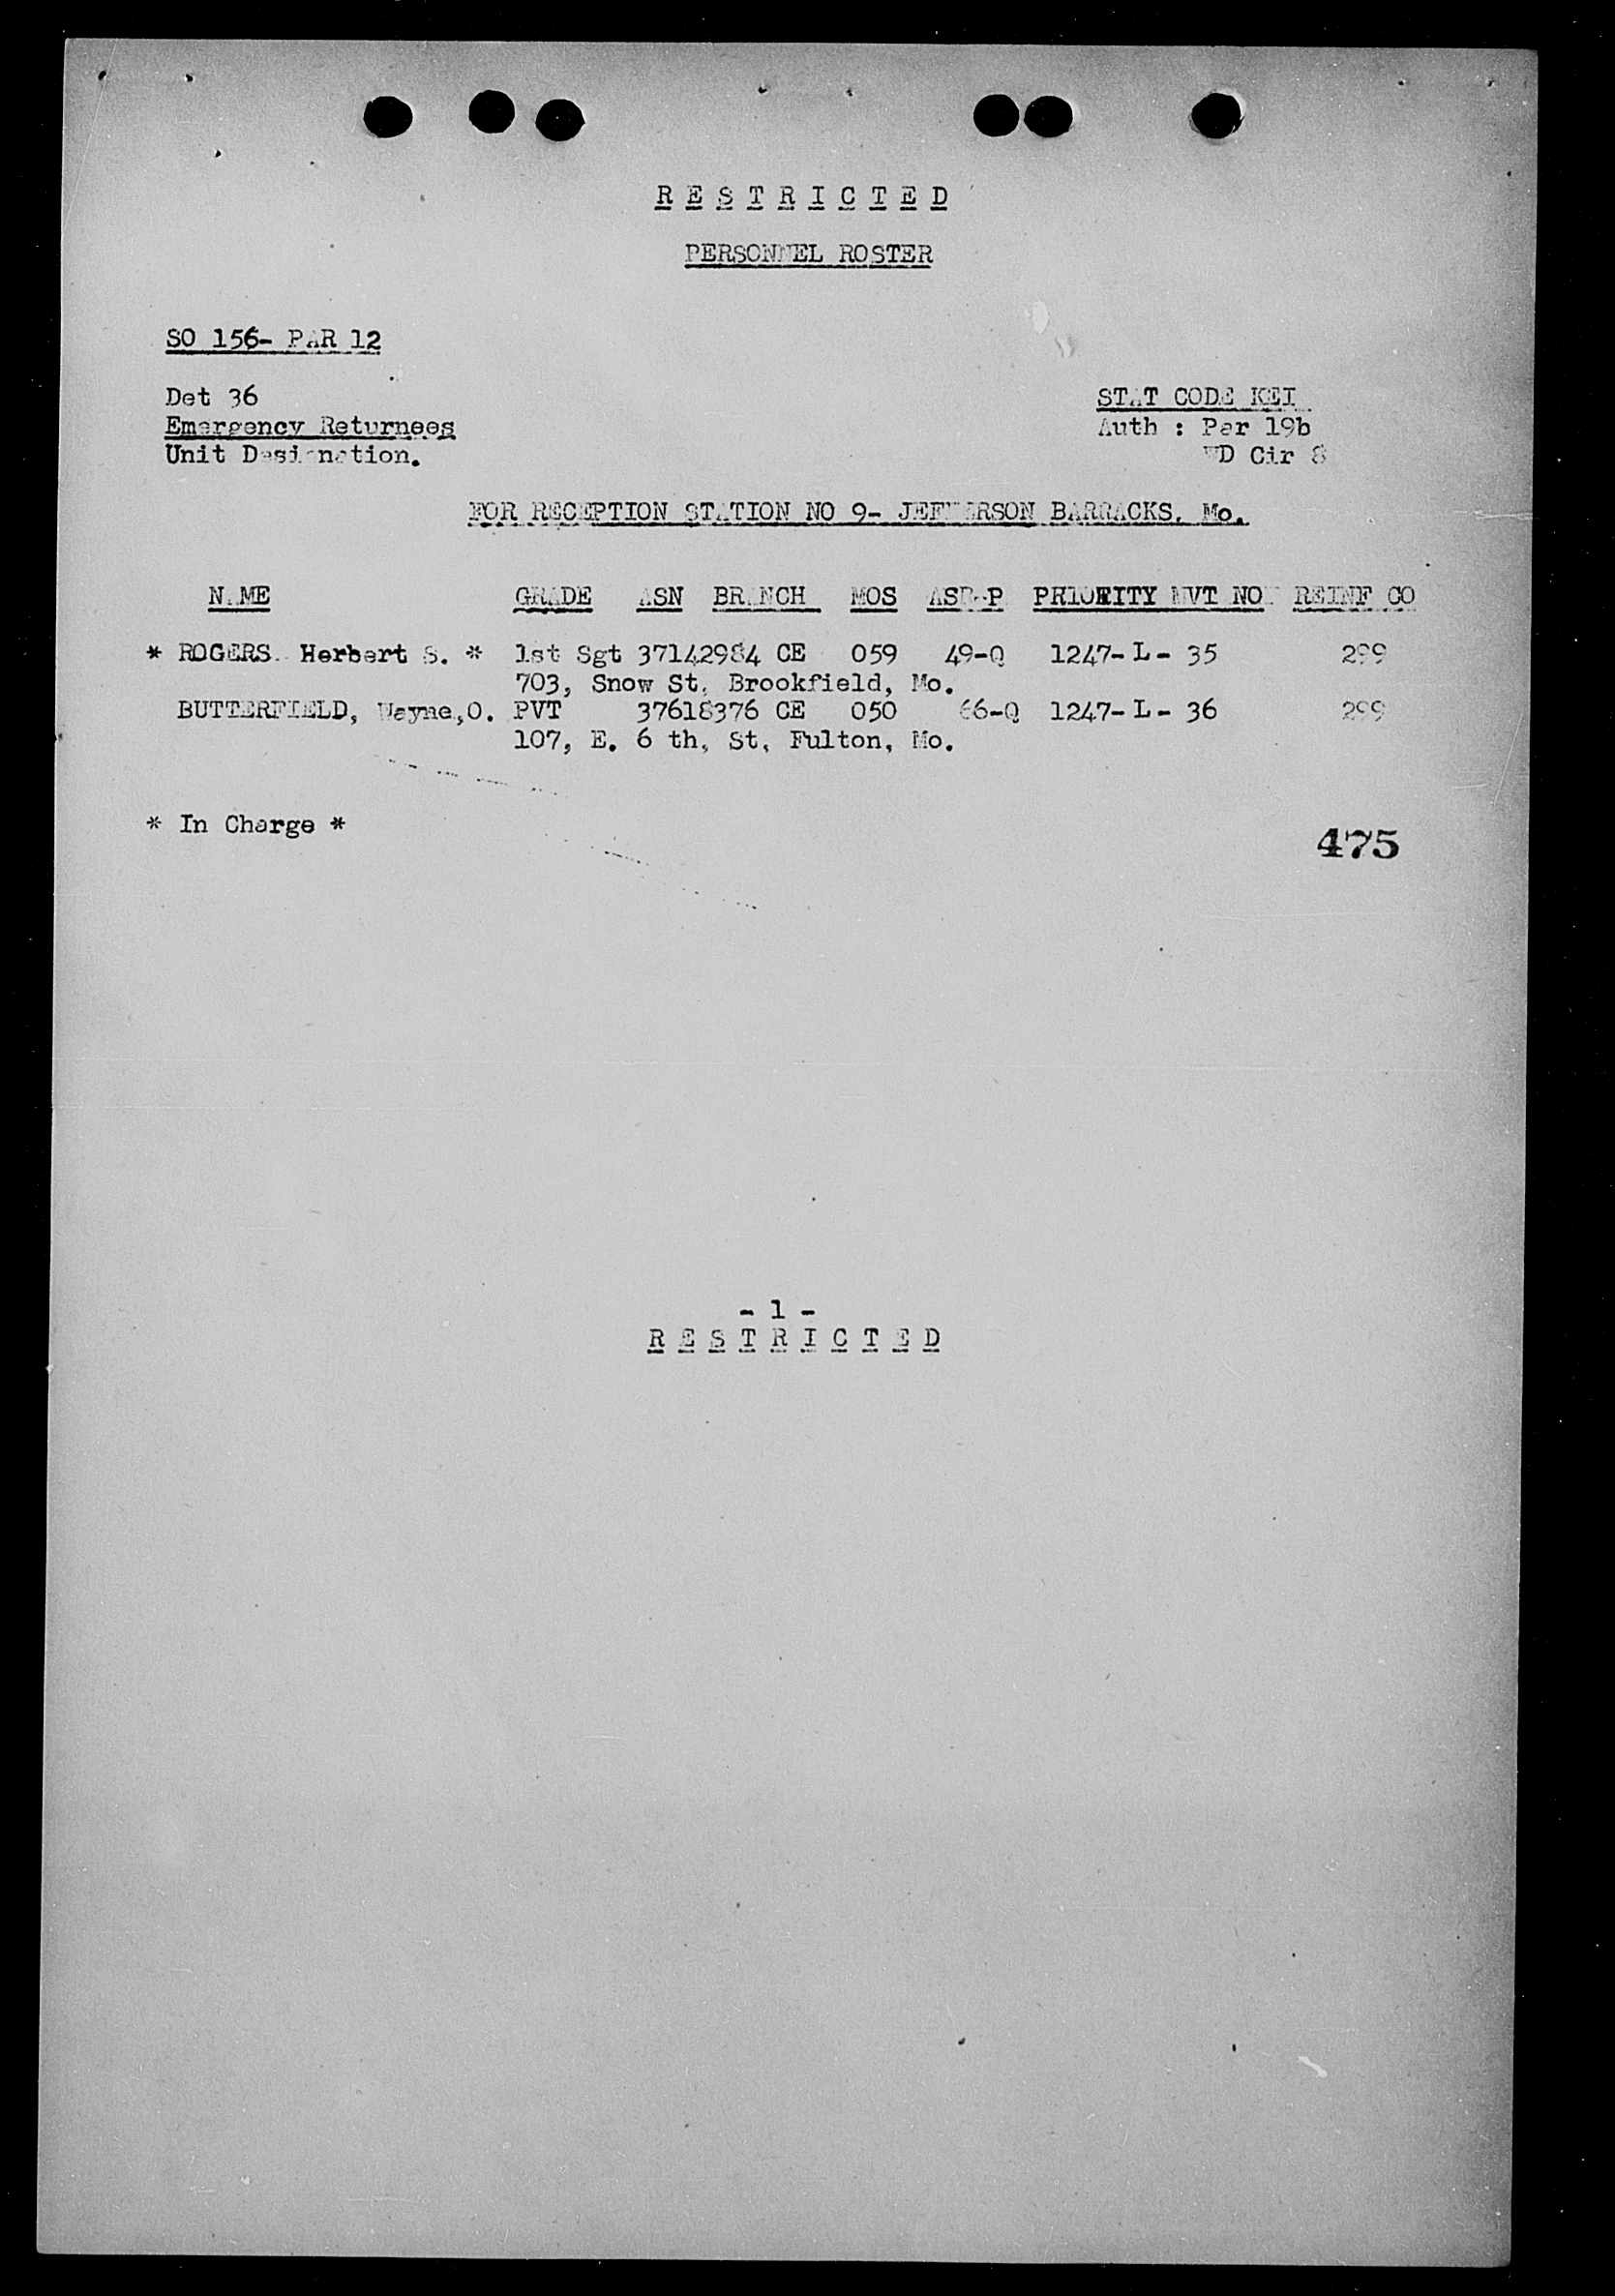 R E S T R I C T E D
PERSONNEL ROSTER
SO 156- PAR 12
Det 36
Emergency Returnees
Unit Designation.
STAT CODE KEI
Auth : Par 19b
WD Cir 8
FOR RECEPTION STATION NO 9- JEFFERSON BARRACKS, Mo.
NAME GRADE ASN BRANCH MOS ASR-P PRIORITY MVT NO REINF CO
* ROGERS. Herbert S. * 1st Sgt 37142984 CE 059 49-Q 1247-L- 35 299
703, Snow St, Brookfield, Mo.
BUTTERFIELD, Wayne,O. PVT 37618376 CE 050 66-Q 1247-L- 36 299
107, E. 6 th, St, Fulton, Mo.
* In Charge *
475
- 1 -
R E S T R I C T E D